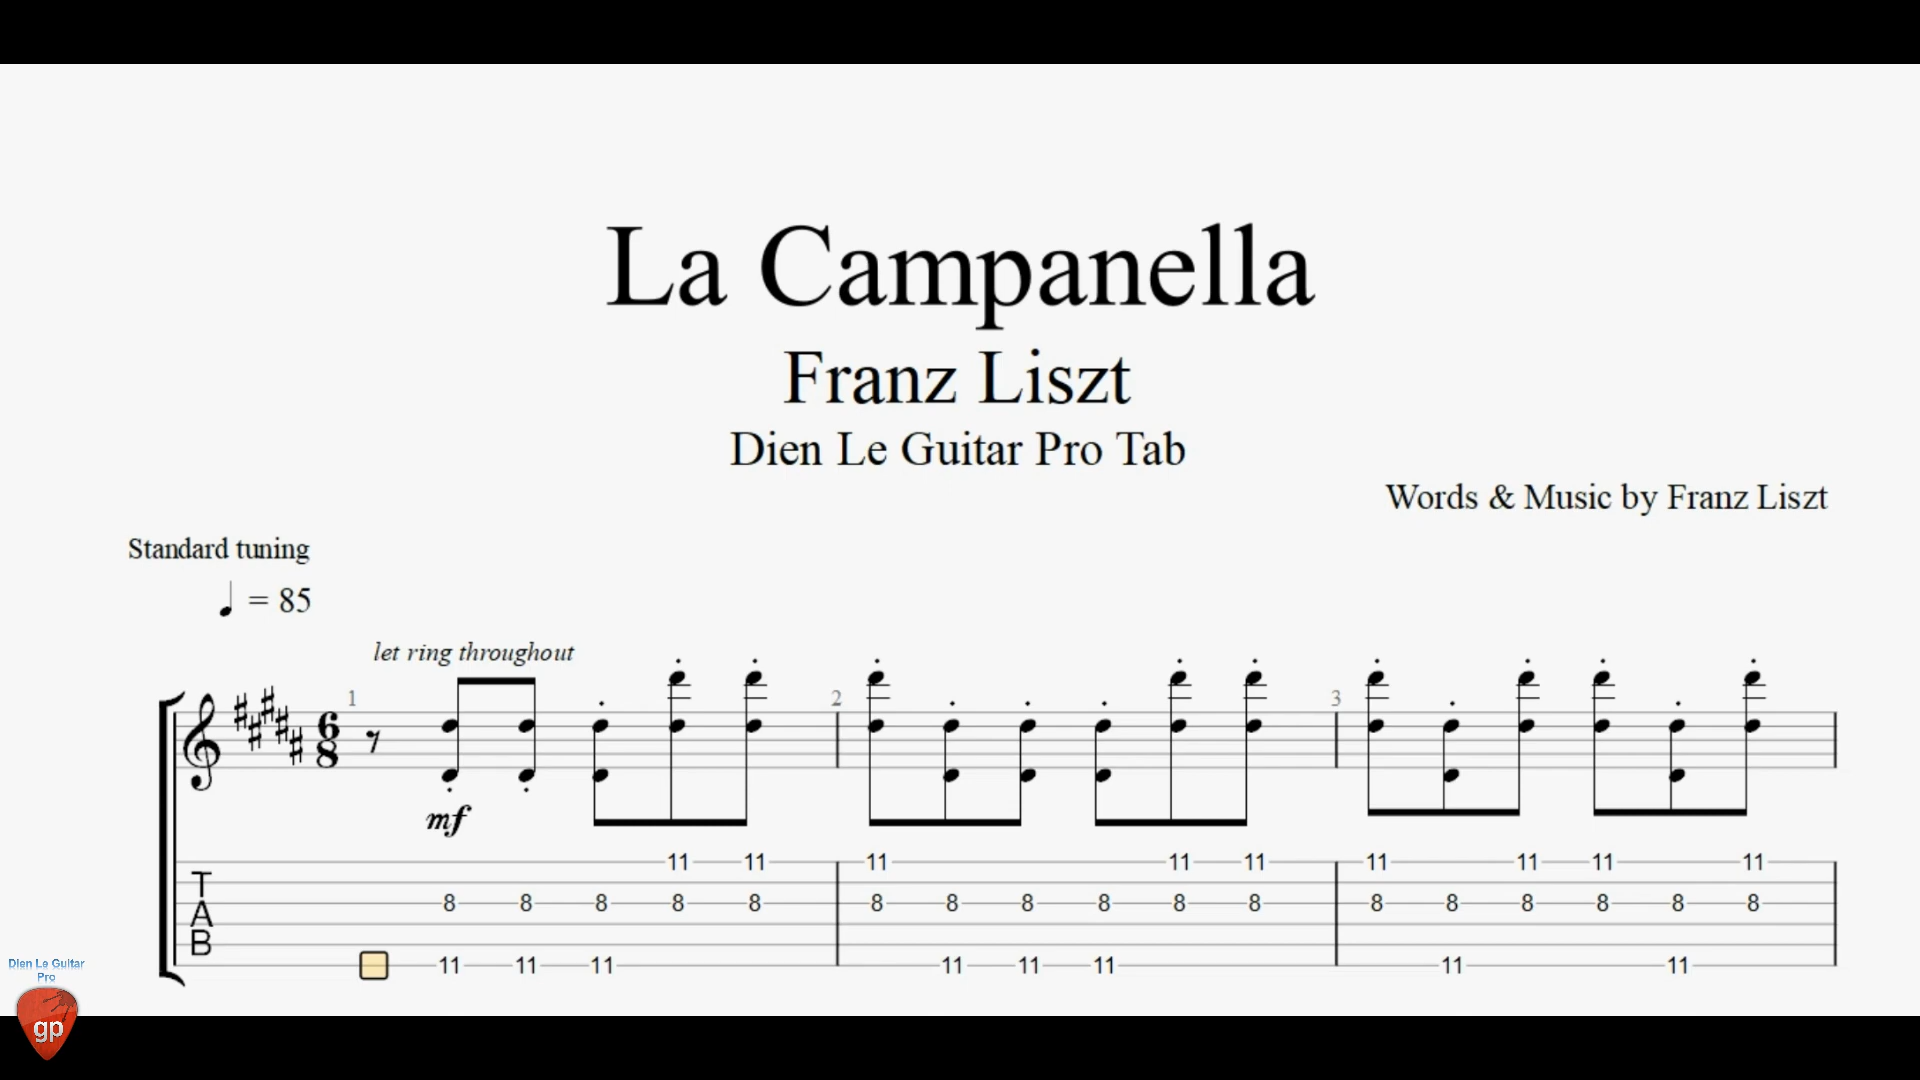 La Campanella
Franz Liszt
Dien Le Guitar Pro Tab
Words & Music by Franz Liszt
Standard tuning
= 85
let ring throughout
1 2 3
6
8
mf
11 11 11 11 11 11 11 11 11
T
A
B
8 8 8 8 8 8 8 8 8 8 8 8 8 8 8 8 8
11 11 11 11 11 11 11 11
Dien Le Guitar
Pro
gp